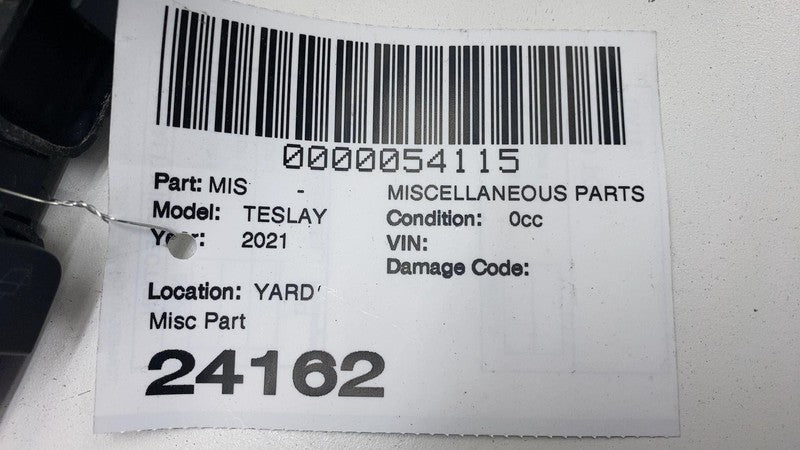 0000054115
Part: MIS - MISCELLANEOUS PARTS
Model: TESLAY Condition: 0cc
Year: 2021 VIN:
Damage Code:
Location: YARD'
Misc Part
24162